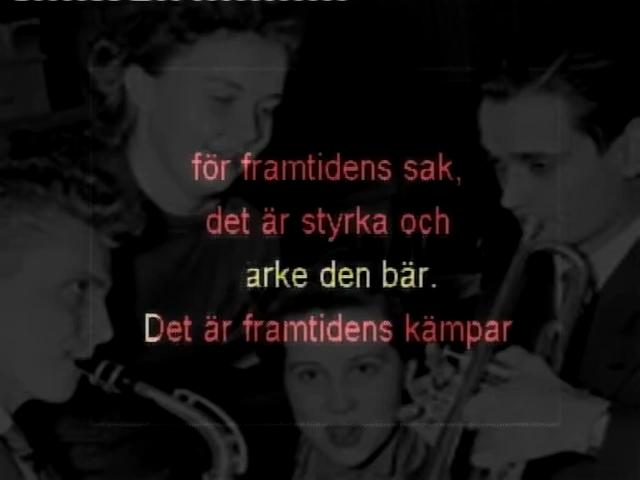 för framtidens sak,
det är styrka och
arke den bär.
Det är framtidens kämpar